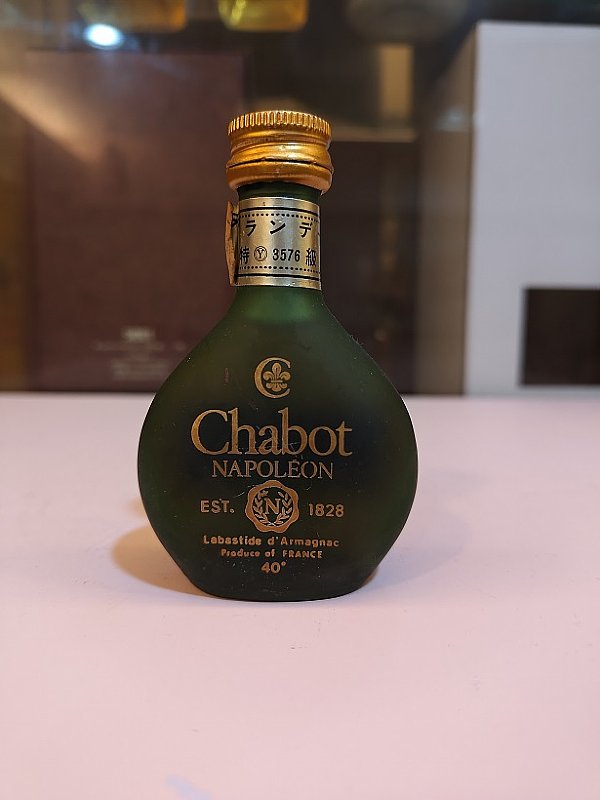 ランデ
特 Ⓨ 3576 級
C
Chabot
NAPOLÉON
EST. N 1828
Labastide d'Armagnac
Produce of FRANCE
40°